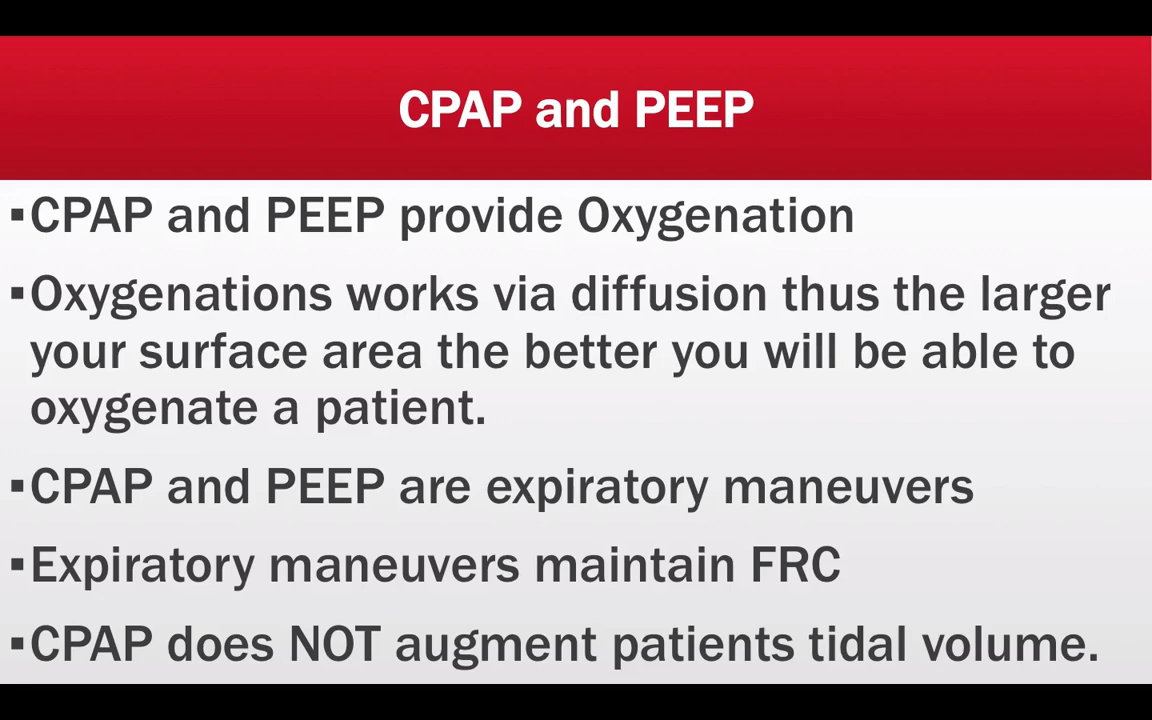 CPAP and PEEP
▪CPAP and PEEP provide Oxygenation
▪Oxygenations works via diffusion thus the larger
your surface area the better you will be able to
oxygenate a patient.
▪CPAP and PEEP are expiratory maneuvers
▪Expiratory maneuvers maintain FRC
▪CPAP does NOT augment patients tidal volume.